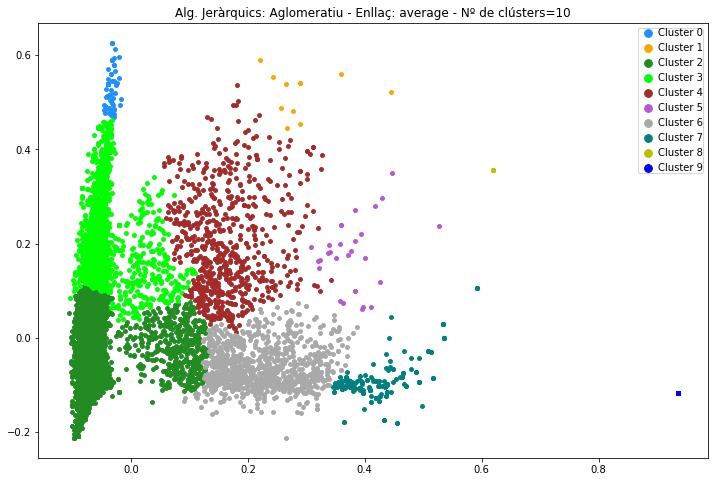 Alg. Jeràrquics: Aglomeratiu - Enllaç: average - Nº de clústers=10
Cluster 0
Cluster 1
Cluster 2
Cluster 3
Cluster 4
Cluster 5
Cluster 6
Cluster 7
Cluster 8
Cluster 9
0.6
0.4
0.2
0.0
−0.2
0.0 0.2 0.4 0.6 0.8